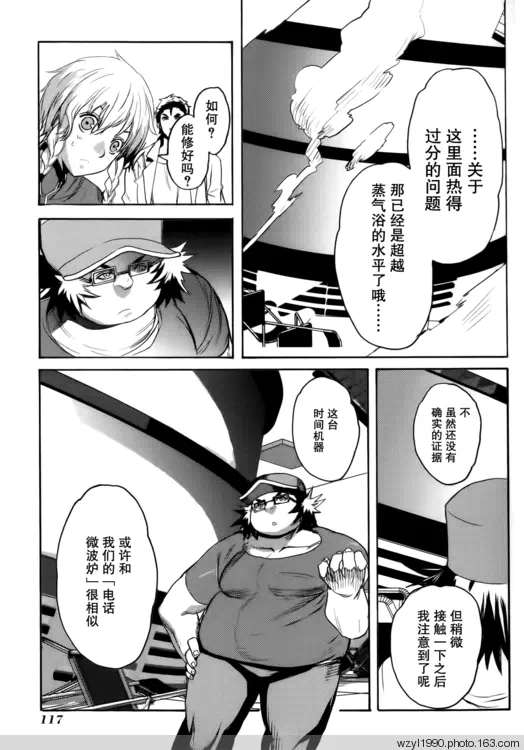 ……关于
这里面热得
过分的问题
那已经是超越
蒸气浴的水平了哦……
如何？
能修好吗？
不
虽然还没有
确实的证据
但稍微
接触一下之后
我注意到了呢
这台
时间机器
或许和
我们的「电话
微波炉」很相似
117
wzyl1990.photo.163.com